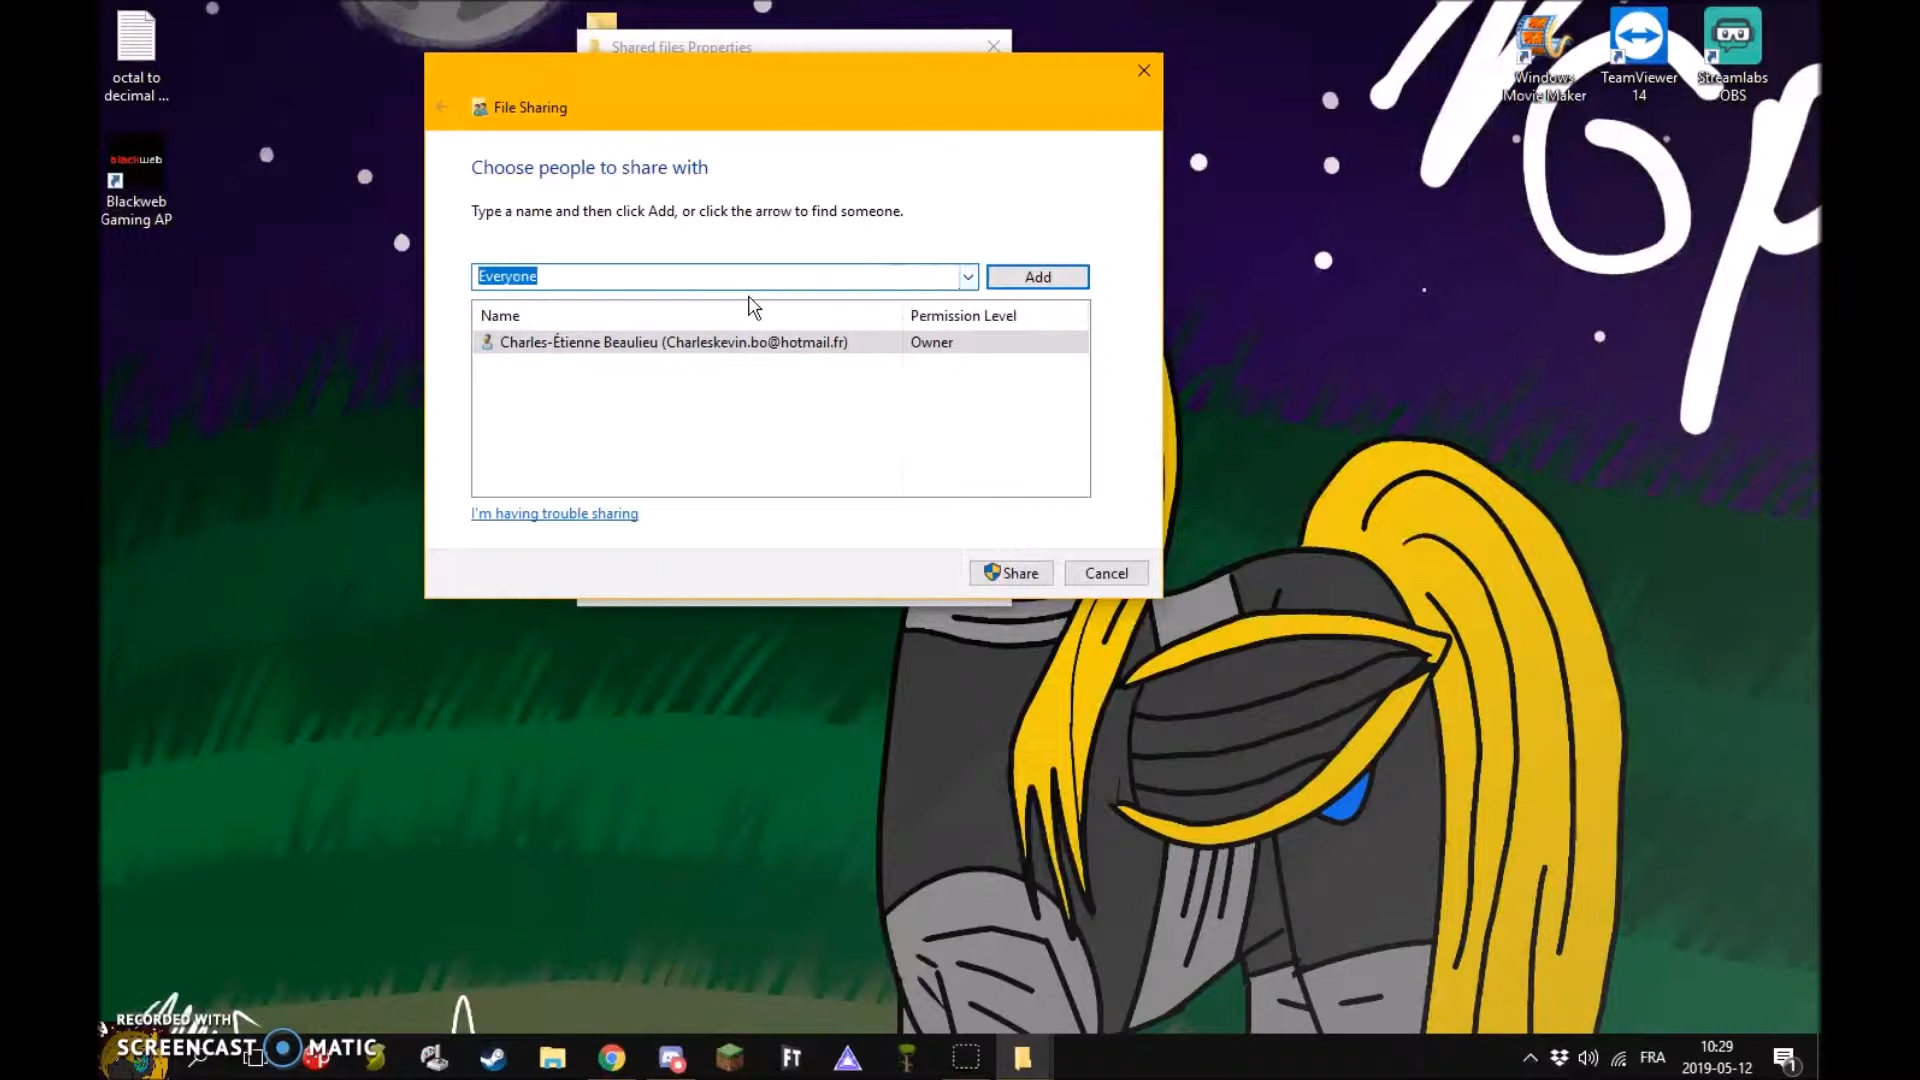 octal to
decimal ...
blackweb
Blackweb
Gaming AP
Shared files Properties
File Sharing
Choose people to share with
Type a name and then click Add, or click the arrow to find someone.
Everyone
Add
Name
Permission Level
Charles-Étienne Beaulieu (Charleskevin.bo@hotmail.fr)
Owner
I'm having trouble sharing
Share
Cancel
Windows
Movie Maker
TeamViewer
14
Streamlabs
OBS
RECORDED WITH
SCREENCAST MATIC
FT
FRA
10:29
2019-05-12
1